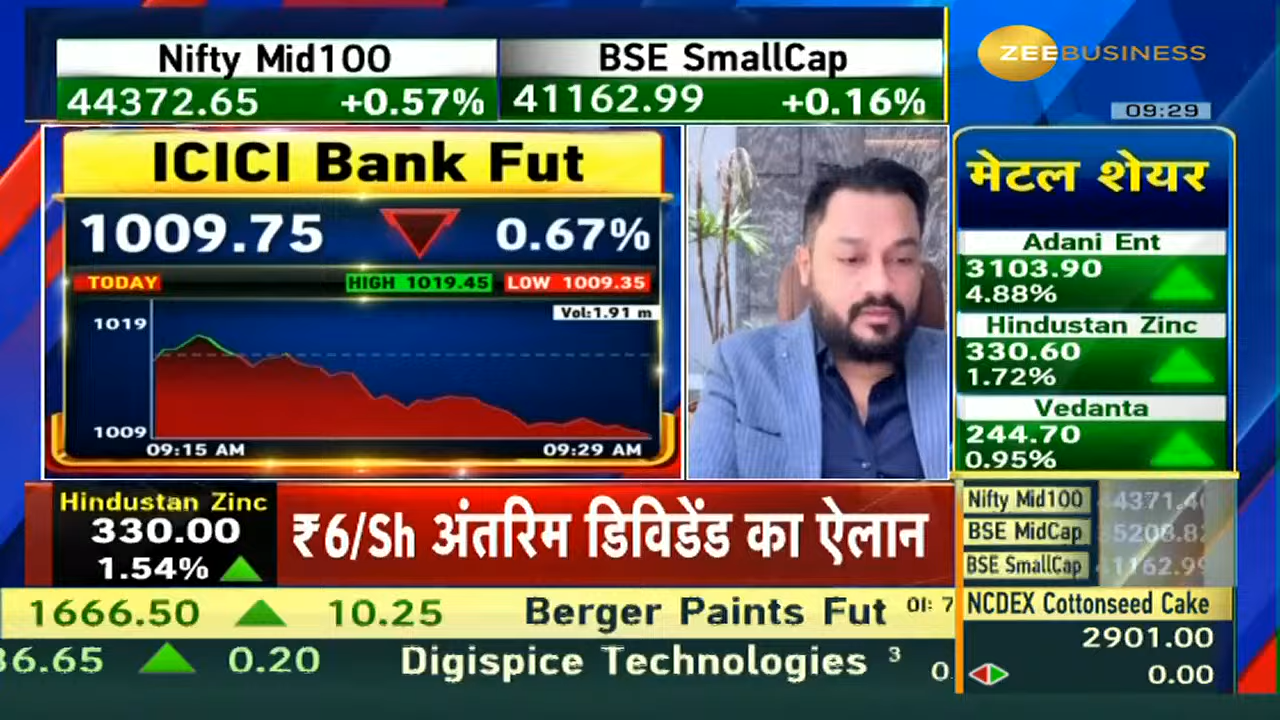 Nifty Mid100
44372.65 +0.57%
BSE SmallCap
41162.99 +0.16%
ZEEBUSINESS
09:29
ICICI Bank Fut
1009.75 0.67%
TODAY HIGH 1019.45 LOW 1009.35
Vol:1.91 m
1019
1009
09:15 AM 09:29 AM
मेटल शेयर
Adani Ent
3103.90
4.88%
Hindustan Zinc
330.60
1.72%
Vedanta
244.70
0.95%
Hindustan Zinc
330.00
1.54%
₹6/Sh अंतरिम डिविडेंड का ऐलान
Nifty Mid100
BSE MidCap
BSE SmallCap 41162.99
NCDEX Cottonseed Cake
2901.00
0.00
1666.50 10.25 Berger Paints Fut
36.65 0.20 Digispice Technologies